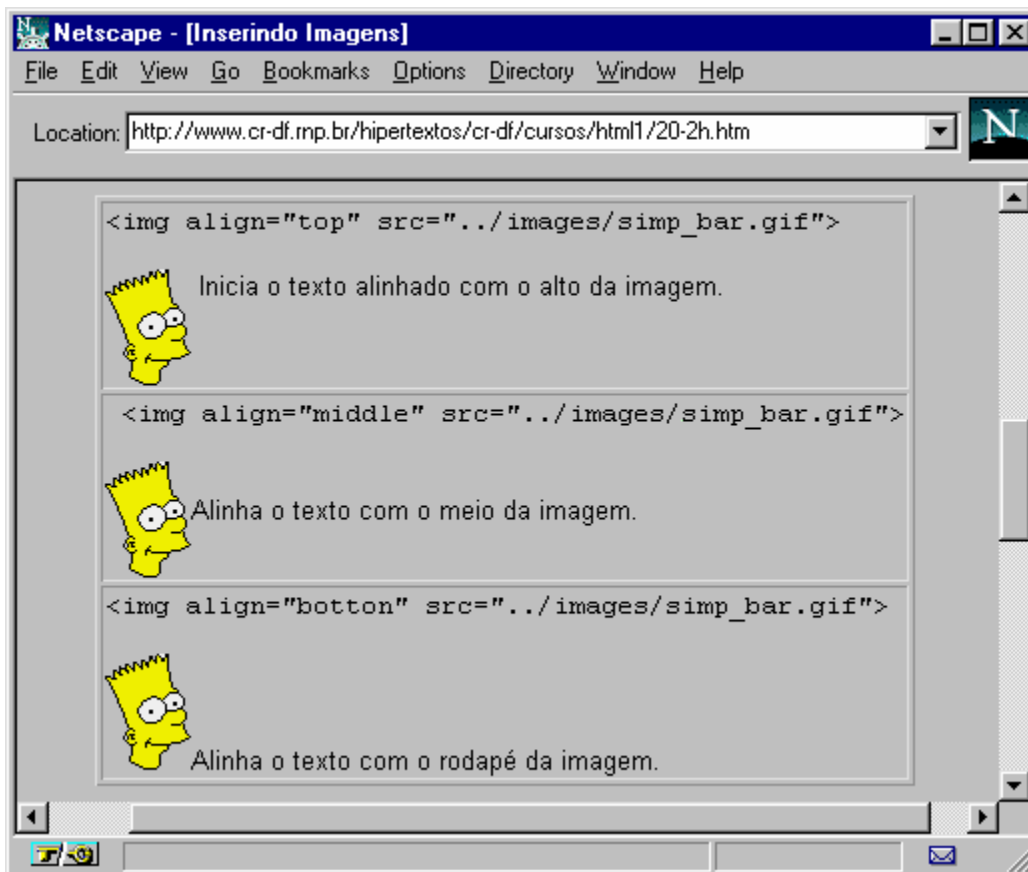 Netscape - [Inserindo Imagens]
File Edit View Go Bookmarks Options Directory Window Help
Location: http://www.cr-df.rnp.br/hipertextos/cr-df/cursos/html1/20-2h.htm
N
<img align="top" src="../images/simp_bar.gif">
Inicia o texto alinhado com o alto da imagem.
<img align="middle" src="../images/simp_bar.gif">
Alinha o texto com o meio da imagem.
<img align="botton" src="../images/simp_bar.gif">
Alinha o texto com o rodapé da imagem.